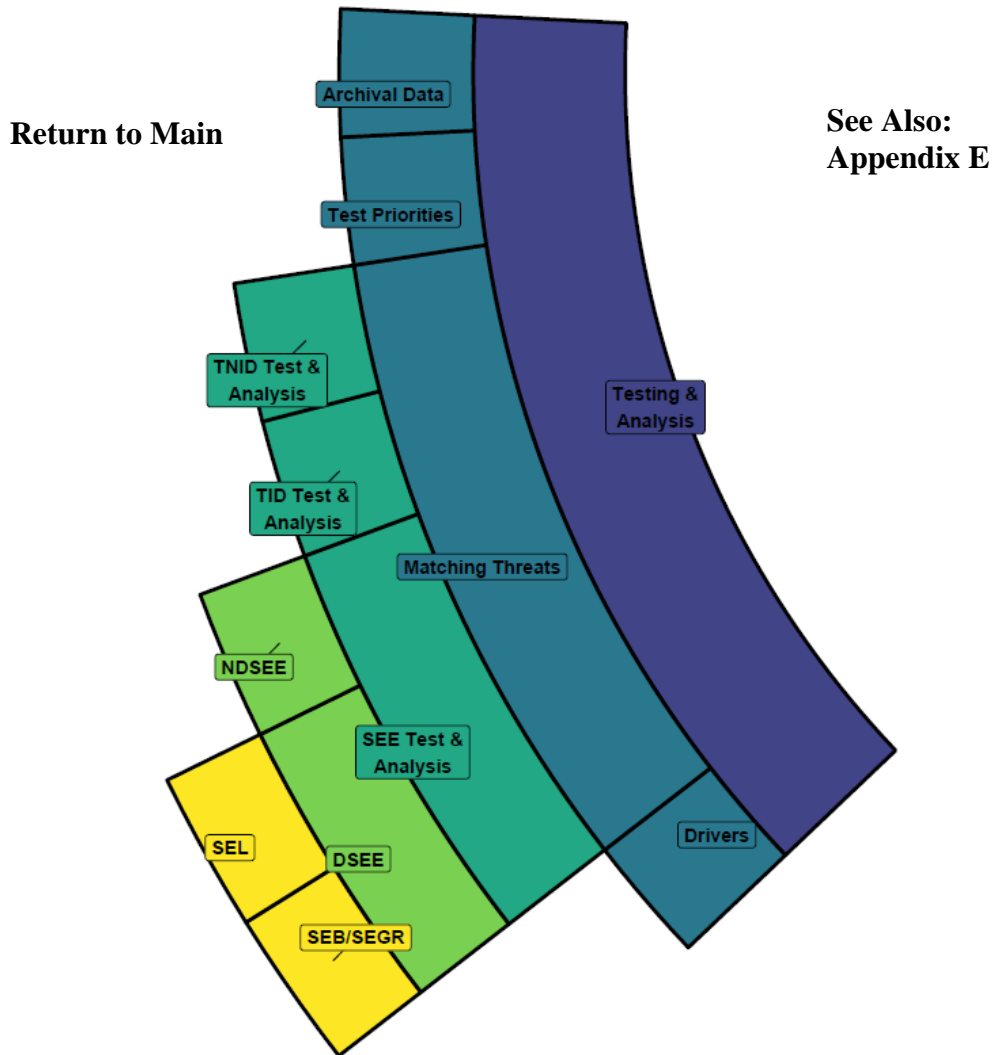 Return to Main
See Also:
Appendix E
Archival Data
Test Priorities
TNID Test &
Analysis
Testing &
Analysis
TID Test &
Analysis
Matching Threats
NDSEE
SEE Test &
Analysis
Drivers
SEL
DSEE
SEB/SEGR